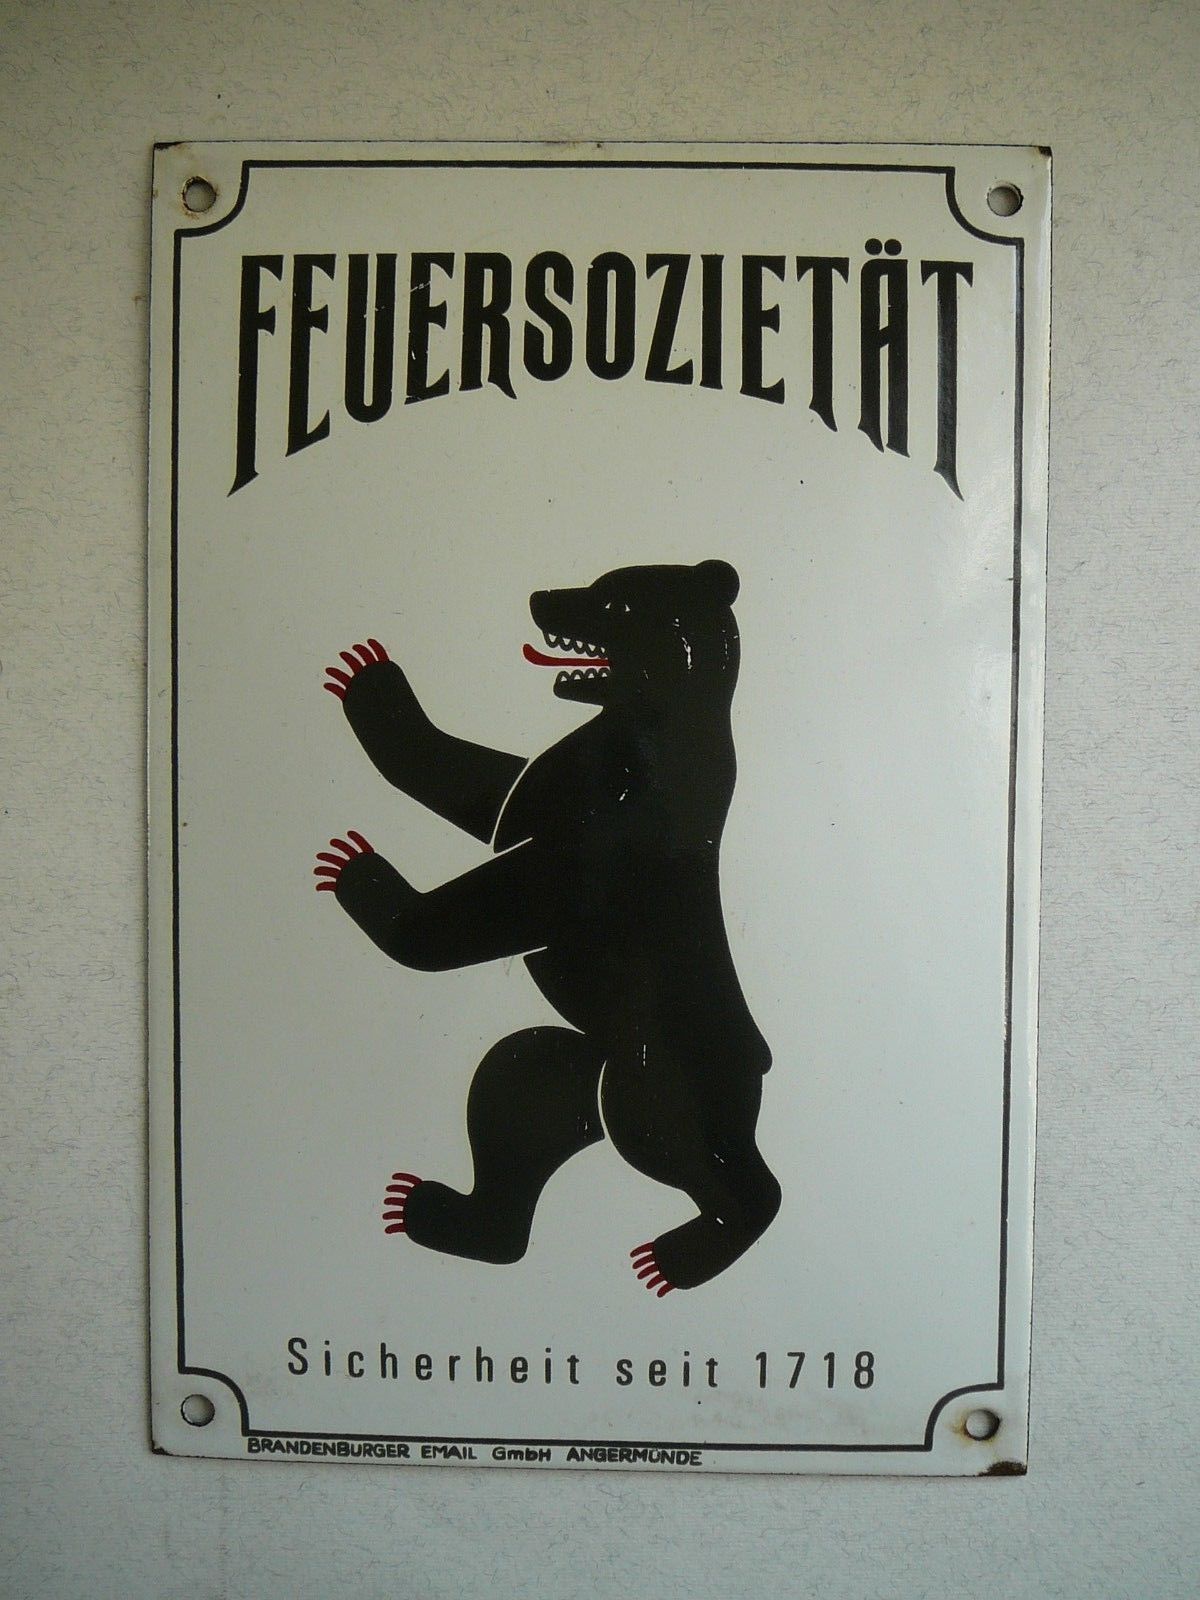 FEUERSOZIETÄT
Sicherheit seit 1718
BRANDENBURGER EMAIL GmbH ANGERMÜNDE